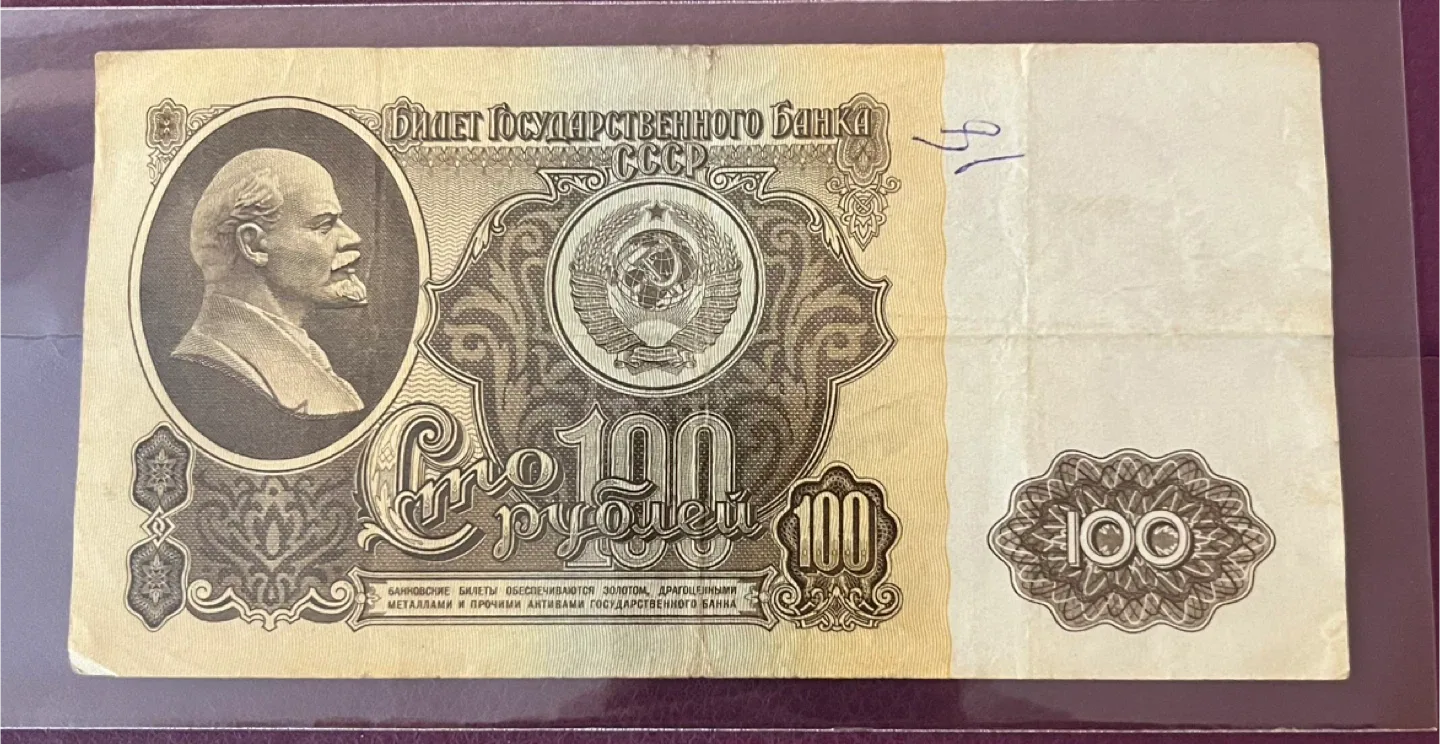 Билет Государственного Банка
СССР
Сто 100
рублей
100
БАНКОВСКИЕ БИЛЕТЫ ОБЕСПЕЧИВАЮТСЯ ЗОЛОТОМ, ДРАГОЦЕННЫМИ
МЕТАЛЛАМИ И ПРОЧИМИ АКТИВАМИ ГОСУДАРСТВЕННОГО БАНКА
100